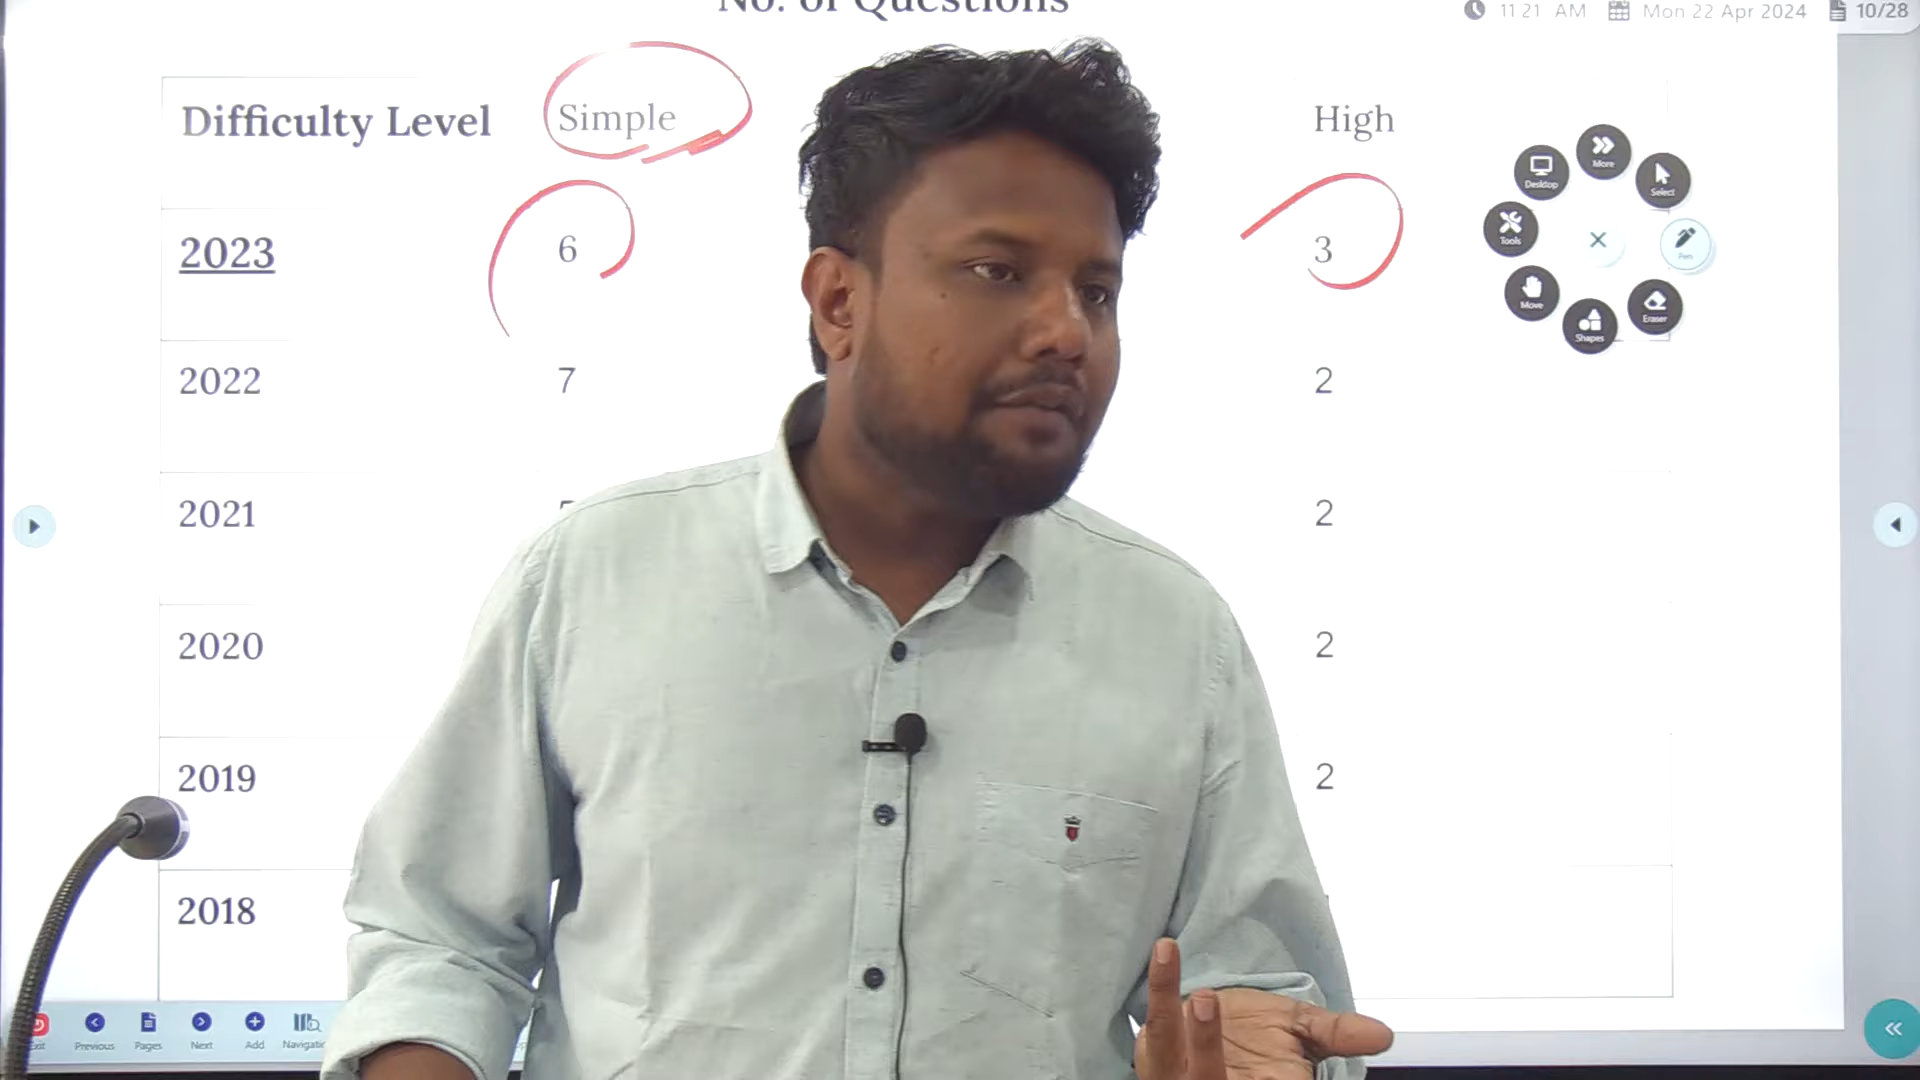 No. of Questions
11 21 AM Mon 22 Apr 2024 10/28
Difficulty Level Simple High
2023 6 3
2022 7 2
2021 2
2020 2
2019 2
2018
More
Desktop
Select
Tools
Pen
Move
Eraser
Shapes
Previous Pages Next Add